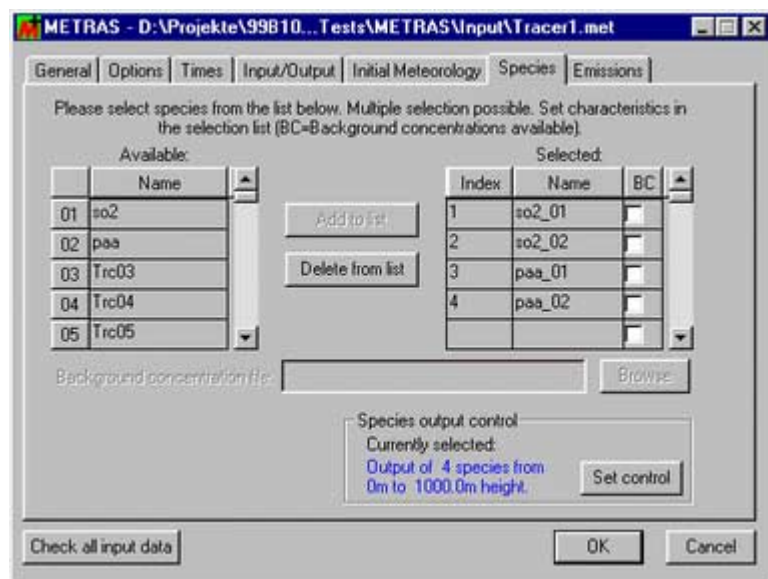 METRAS - D:\Projekte\99B10...Tests\METRAS\Input\Tracer1.met
General Options Times Input/Output Initial Meteorology Species Emissions
Please select species from the list below. Multiple selection possible. Set characteristics in
the selection list (BC=Background concentrations available).
Available:
Name
01 so2
02 paa
03 Trc03
04 Trc04
05 Trc05
Add to list
Delete from list
Selected:
Index Name BC
1 so2_01
2 so2_02
3 paa_01
4 paa_02
Background concentration file:
Browse
Species output control
Currently selected:
Output of 4 species from
0m to 1000.0m height.
Set control
Check all input data
OK
Cancel